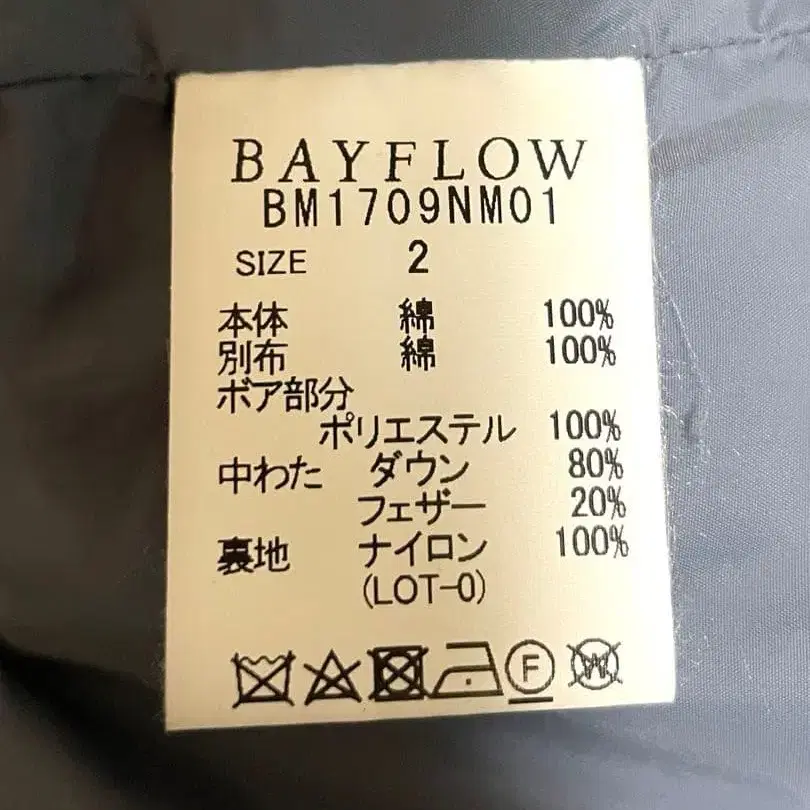 BAYFLOW
BM1709NM01
SIZE 2
本体 綿 100%
別布 綿 100%
ボア部分
ポリエステル 100%
中わた ダウン 80%
フェザー 20%
裏地 ナイロン 100%
(LOT-0)
F W